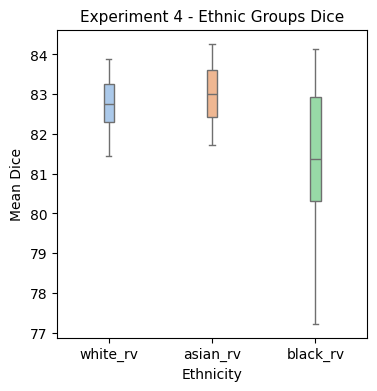 Experiment 4 - Ethnic Groups Dice
84
83
82
81
80
79
78
77
Mean Dice
white_rv asian_rv black_rv
Ethnicity